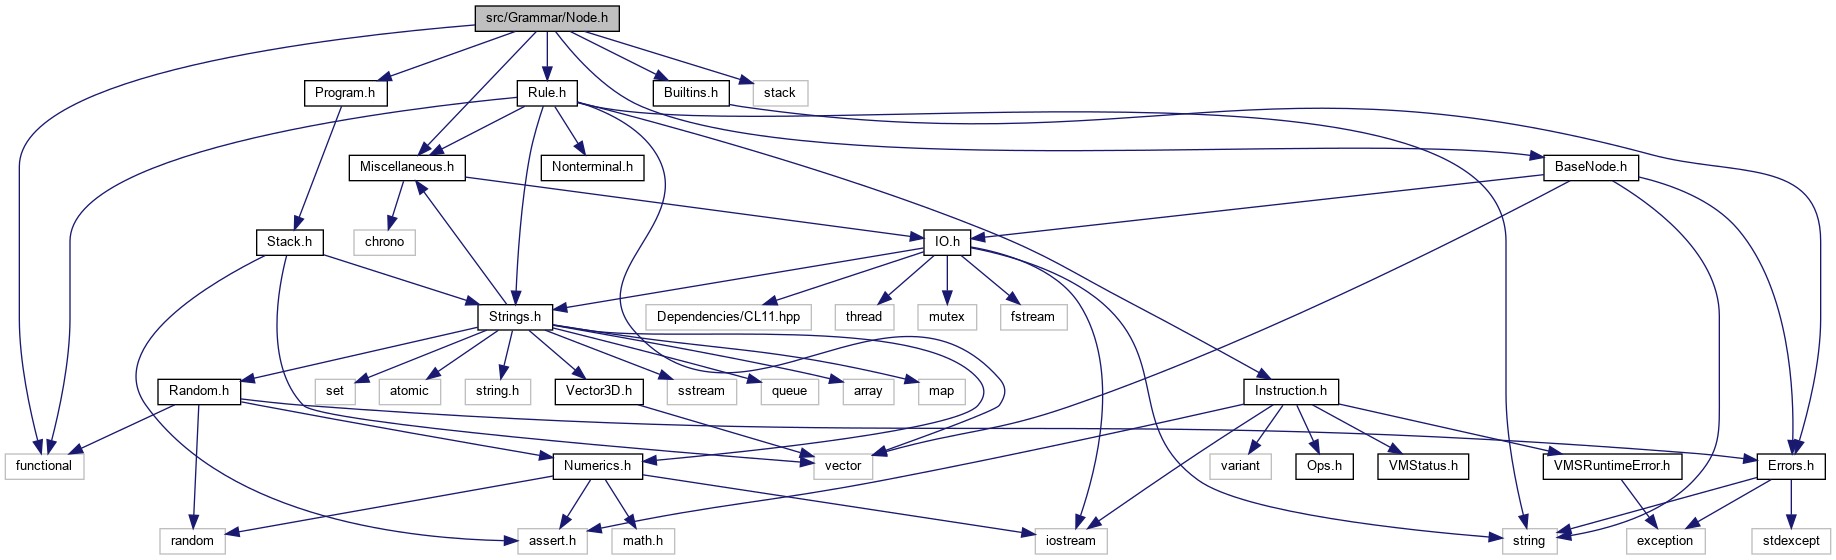 src/Grammar/Node.h
Program.h
Rule.h
Builtins.h
stack
Miscellaneous.h
Nonterminal.h
BaseNode.h
Stack.h
chrono
IO.h
Strings.h
Dependencies/CL11.hpp
thread
mutex
fstream
Random.h
set
atomic
string.h
Vector3D.h
sstream
queue
array
map
Instruction.h
functional
Numerics.h
vector
variant
Ops.h
VMStatus.h
VMSRuntimeError.h
Errors.h
random
assert.h
math.h
iostream
string
exception
stdexcept